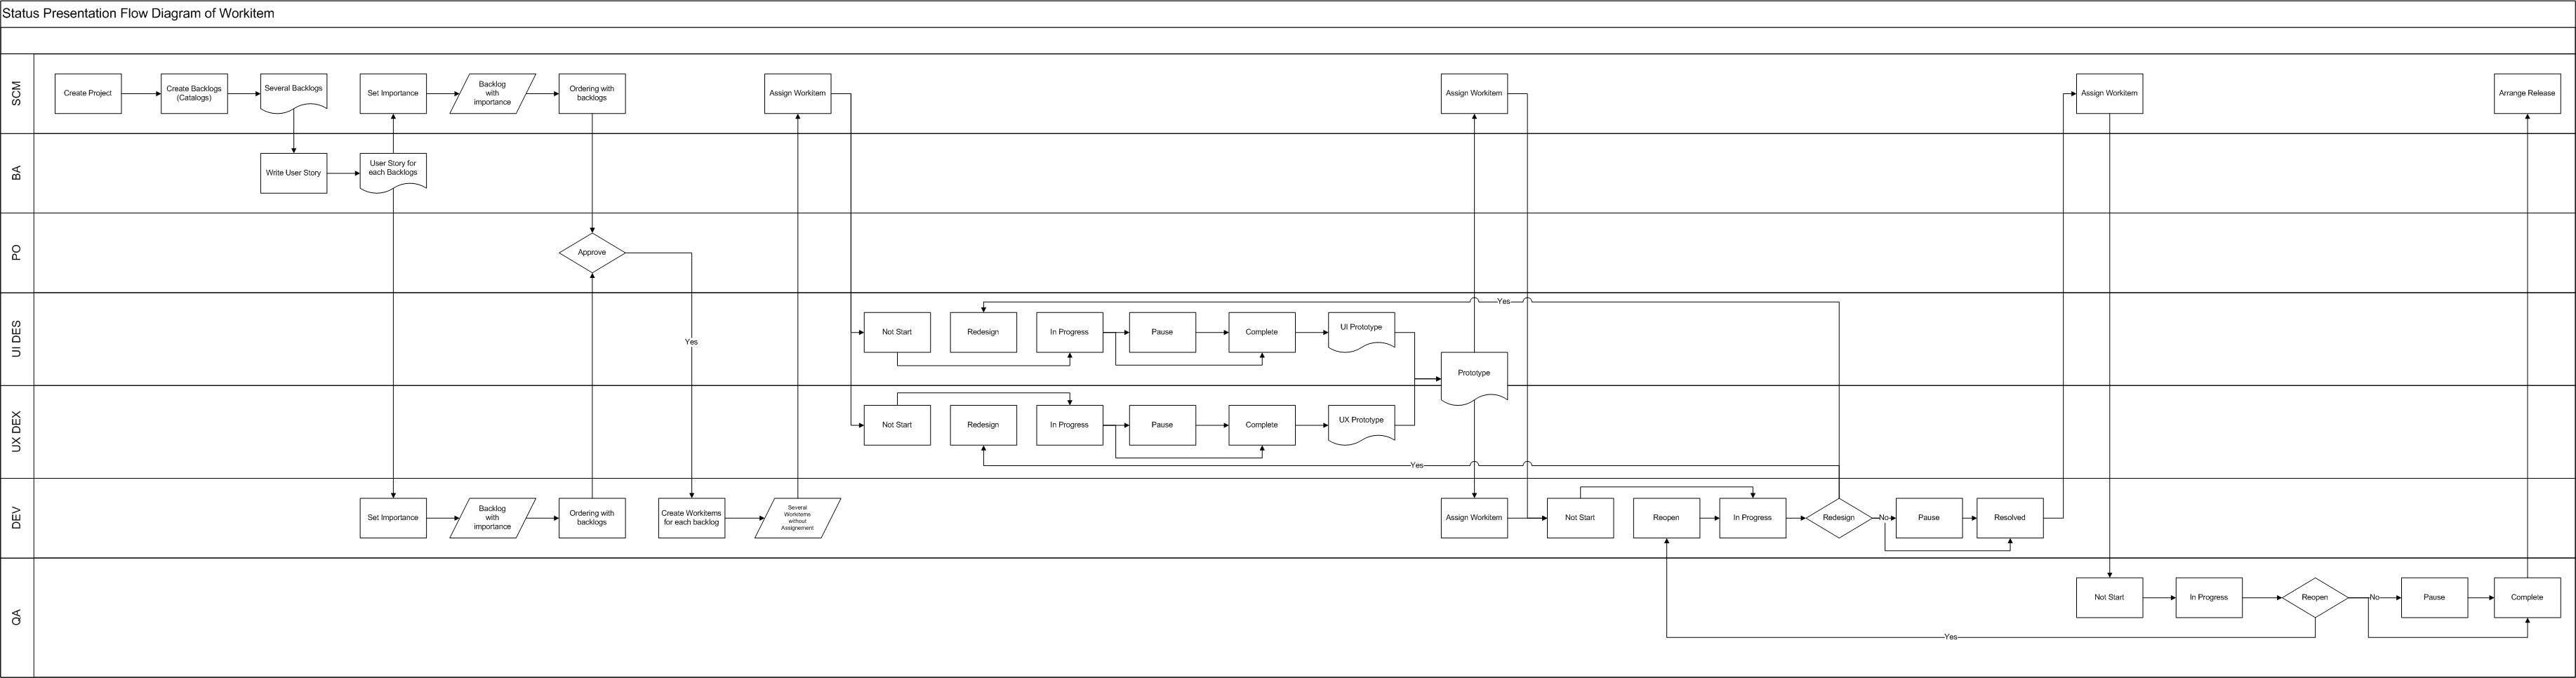 Status Presentation Flow Diagram of Workitem
SCM
Create Project
Create Backlogs
(Catalogs)
Several Backlogs
Set Importance
Backlog
with
importance
Ordering with
backlogs
Assign Workitem
Assign Workitem
Assign Workitem
Arrange Release
BA
Write User Story
User Story for
each Backlogs
PO
Approve
Yes
UI DES
Yes
Not Start
Redesign
In Progress
Pause
Complete
UI Prototype
Prototype
UX DEX
Not Start
Redesign
In Progress
Pause
Complete
UX Prototype
Yes
DEV
Set Importance
Backlog
with
importance
Ordering with
backlogs
Create Workitems
for each backlog
Several
Workitems
without
Assignement
Assign Workitem
Not Start
Reopen
In Progress
Redesign
No
Pause
Resolved
QA
Not Start
In Progress
Reopen
No
Pause
Complete
Yes